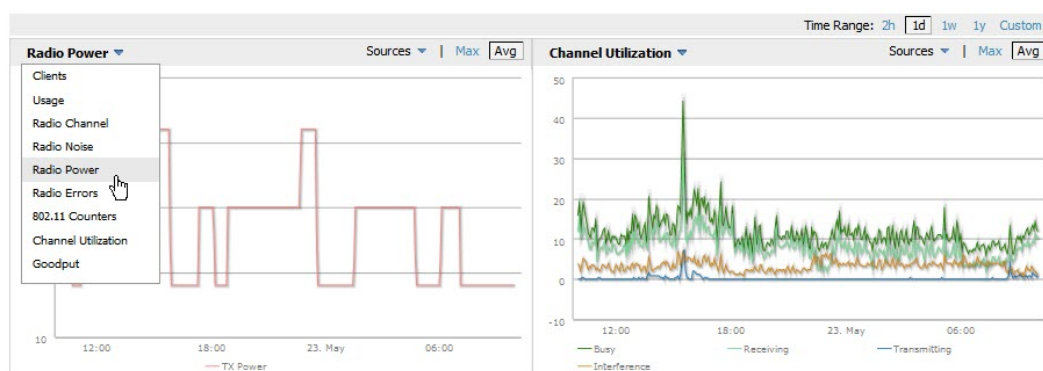 Time Range: 2h 1d 1w 1y Custom
Radio Power Sources | Max Avg
Clients
Usage
Radio Channel
Radio Noise
Radio Power
Radio Errors
802.11 Counters
Channel Utilization
Goodput
10
12:00 18:00 23. May 06:00
TX Power
Channel Utilization Sources | Max Avg
50
40
30
20
10
0
-10
12:00 18:00 23. May 06:00
Busy Receiving Transmitting
Interference